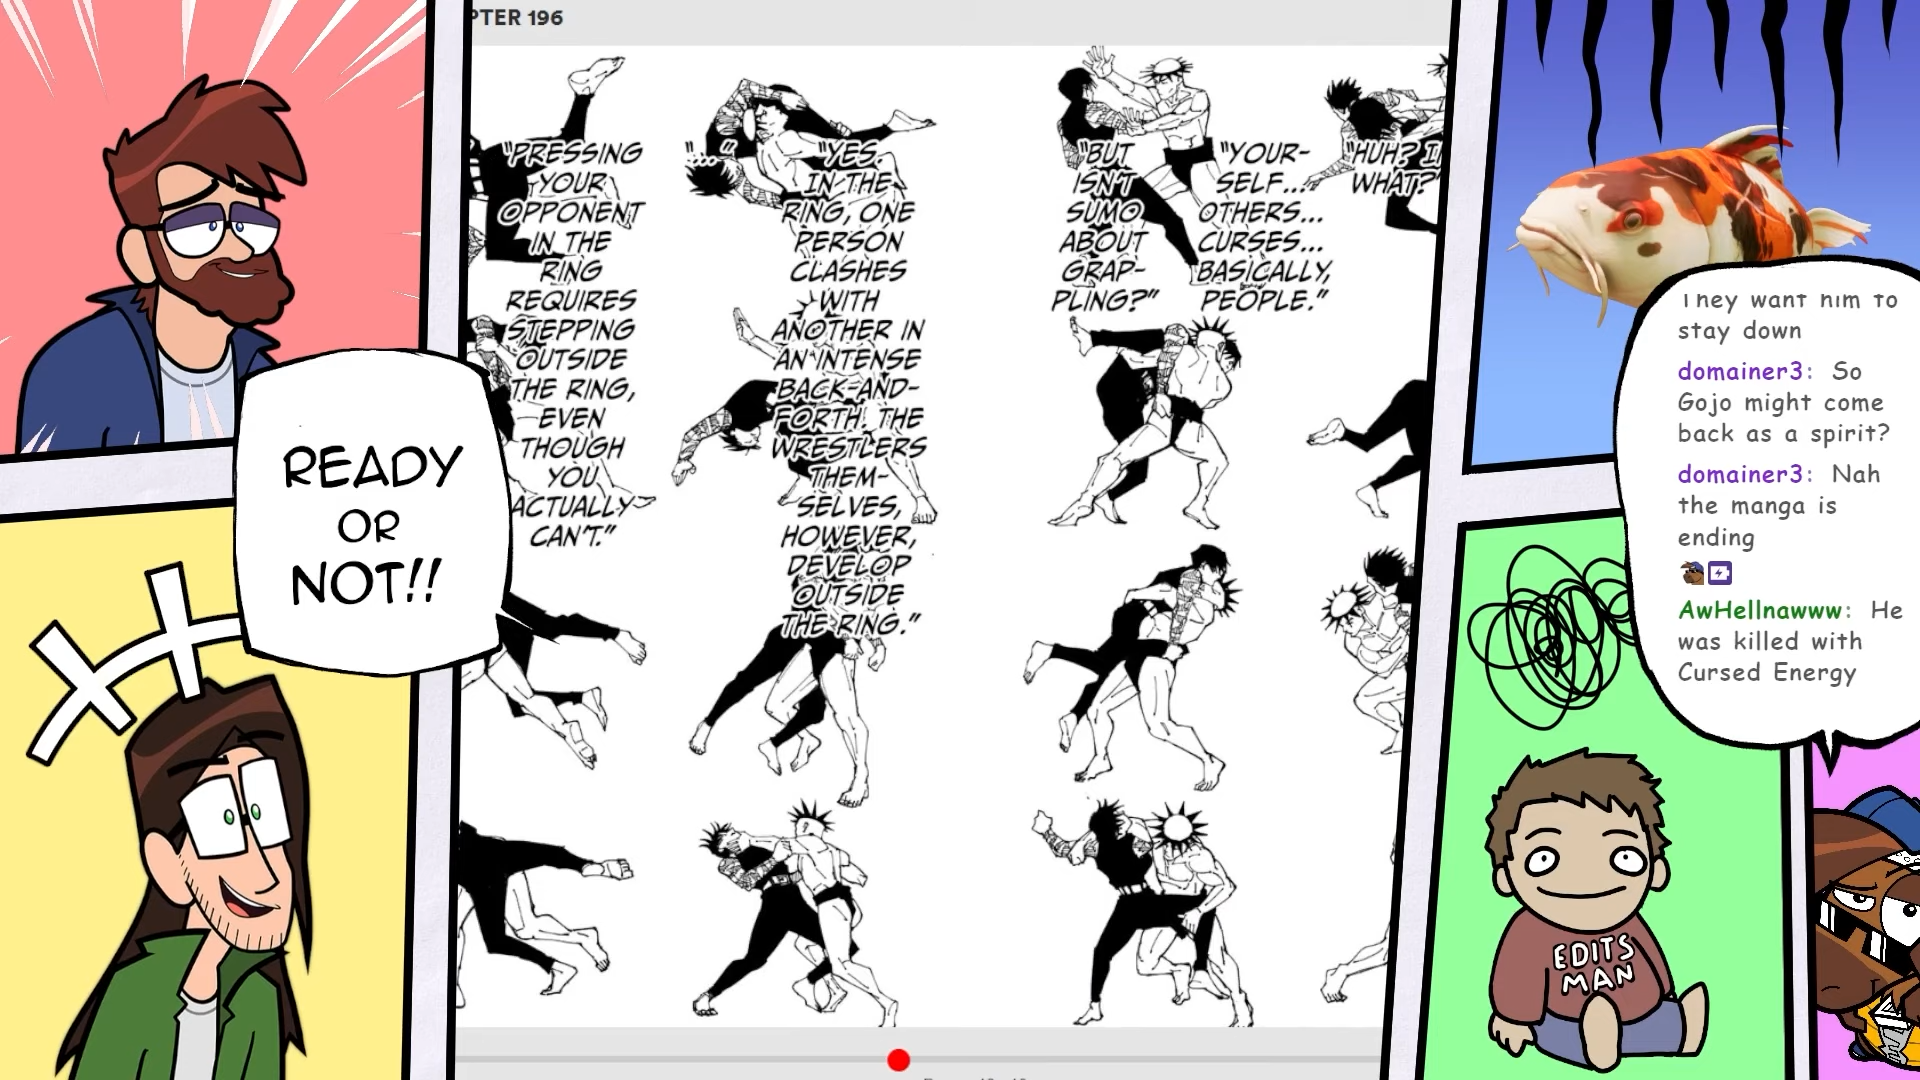 PTER 196
READY
OR
NOT!!
"PRESSING
YOUR
OPPONENT
IN THE
RING
REQUIRES
STEPPING
OUTSIDE
THE RING,
EVEN
THOUGH
YOU
ACTUALLY
CAN'T."
"..."
"YES.
IN THE
RING, ONE
PERSON
CLASHES
WITH
ANOTHER IN
AN INTENSE
BACK-AND-
FORTH. THE
WRESTLERS
THEM-
SELVES,
HOWEVER,
DEVELOP
OUTSIDE
THE RING."
"BUT
ISN'T
SUMO
ABOUT
GRAP-
PLING?"
"YOUR-
SELF...
OTHERS...
CURSES...
BASICALLY,
PEOPLE."
"HUH?
WHAT?"
They want him to
stay down
domainer3: So
Gojo might come
back as a spirit?
domainer3: Nah
the manga is
ending
AwHellnawww: He
was killed with
Cursed Energy
EDITS
MAN